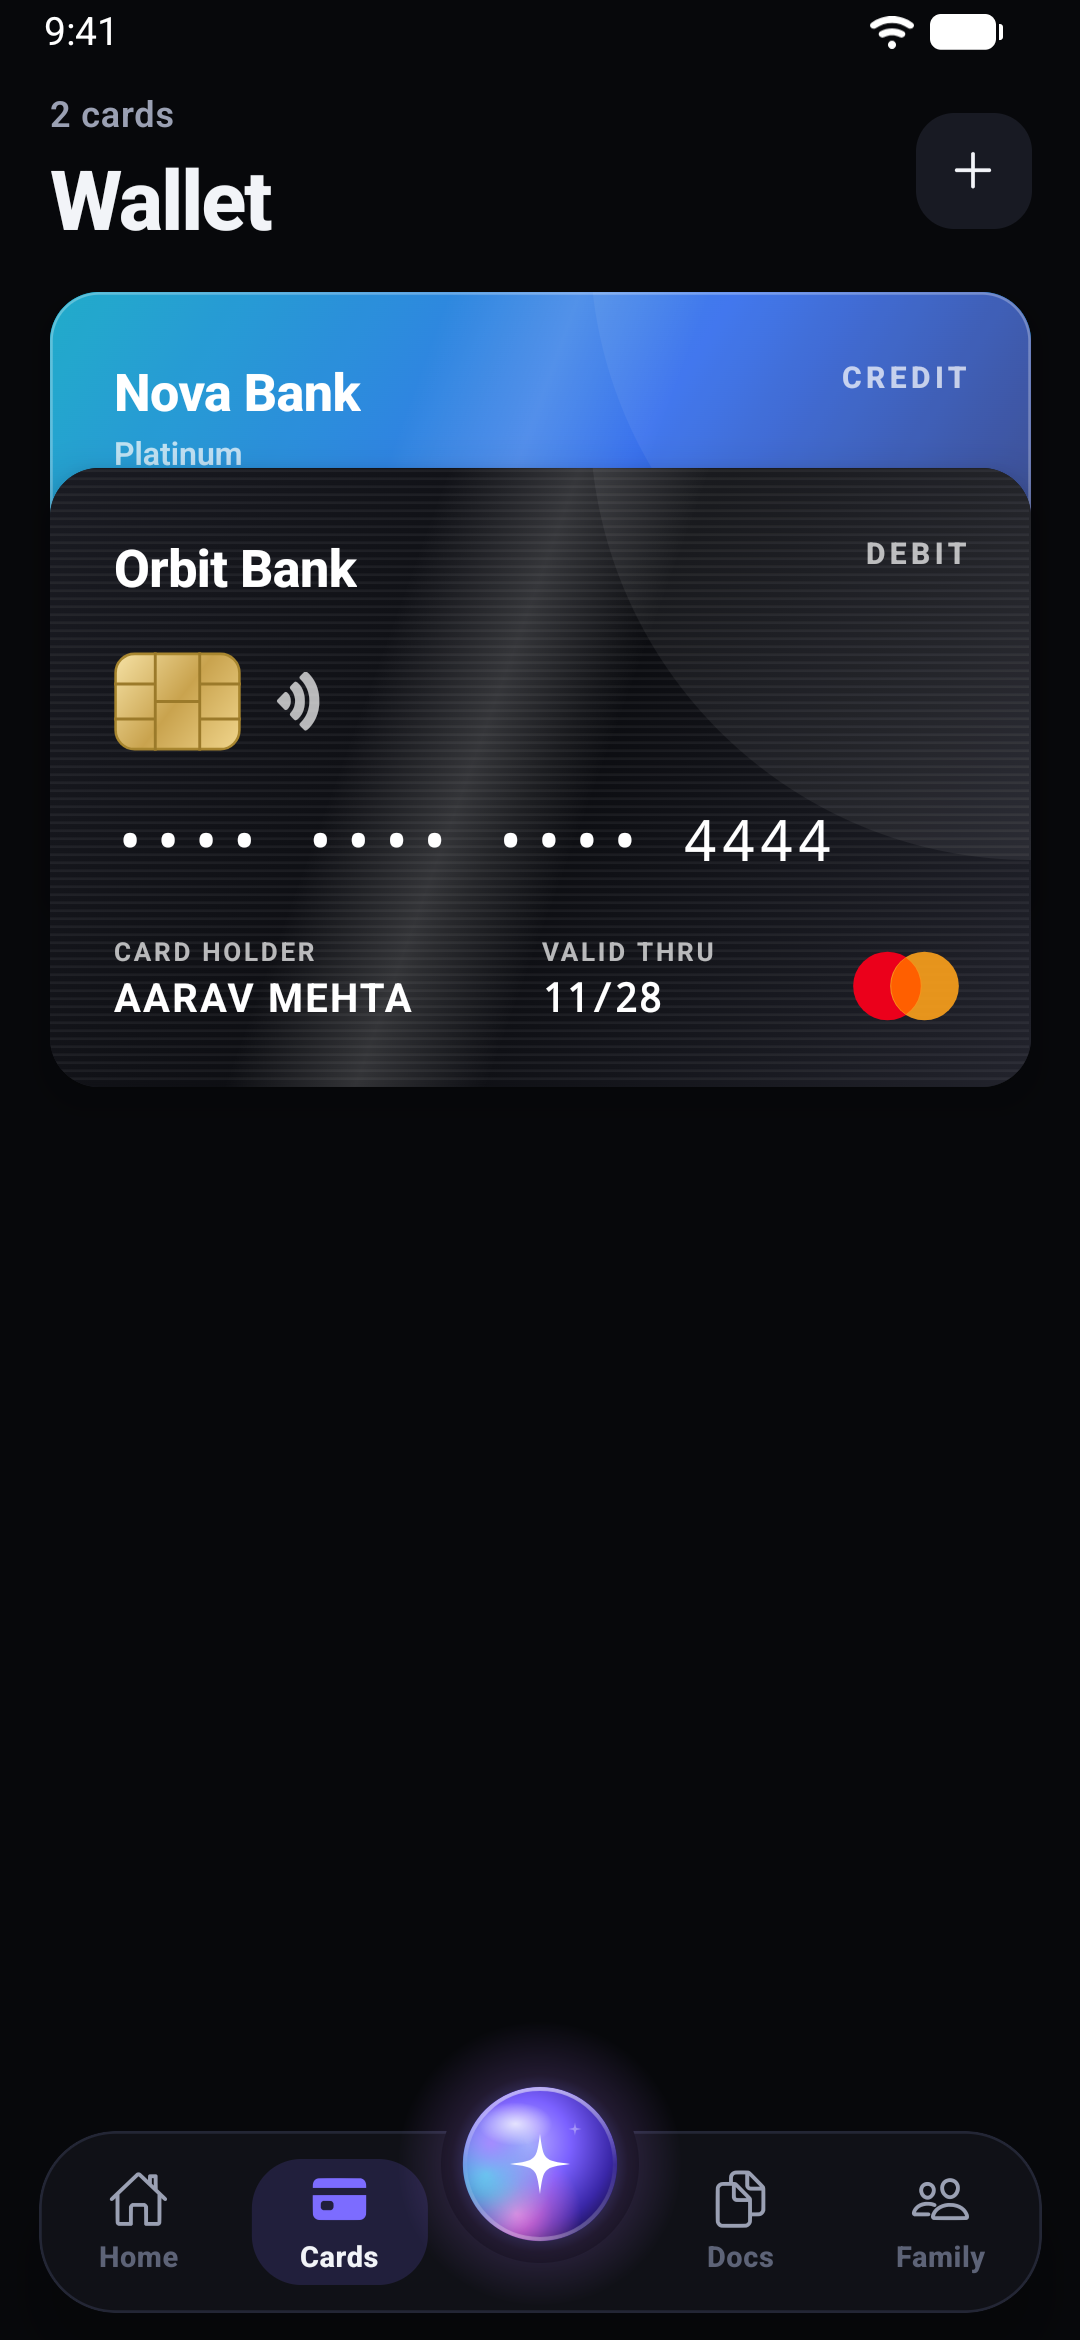 9:41
2 cards
Wallet
Nova Bank
CREDIT
Platinum
Orbit Bank
DEBIT
•••• •••• •••• 4444
CARD HOLDER
VALID THRU
AARAV MEHTA
11/28
Home
Cards
Docs
Family